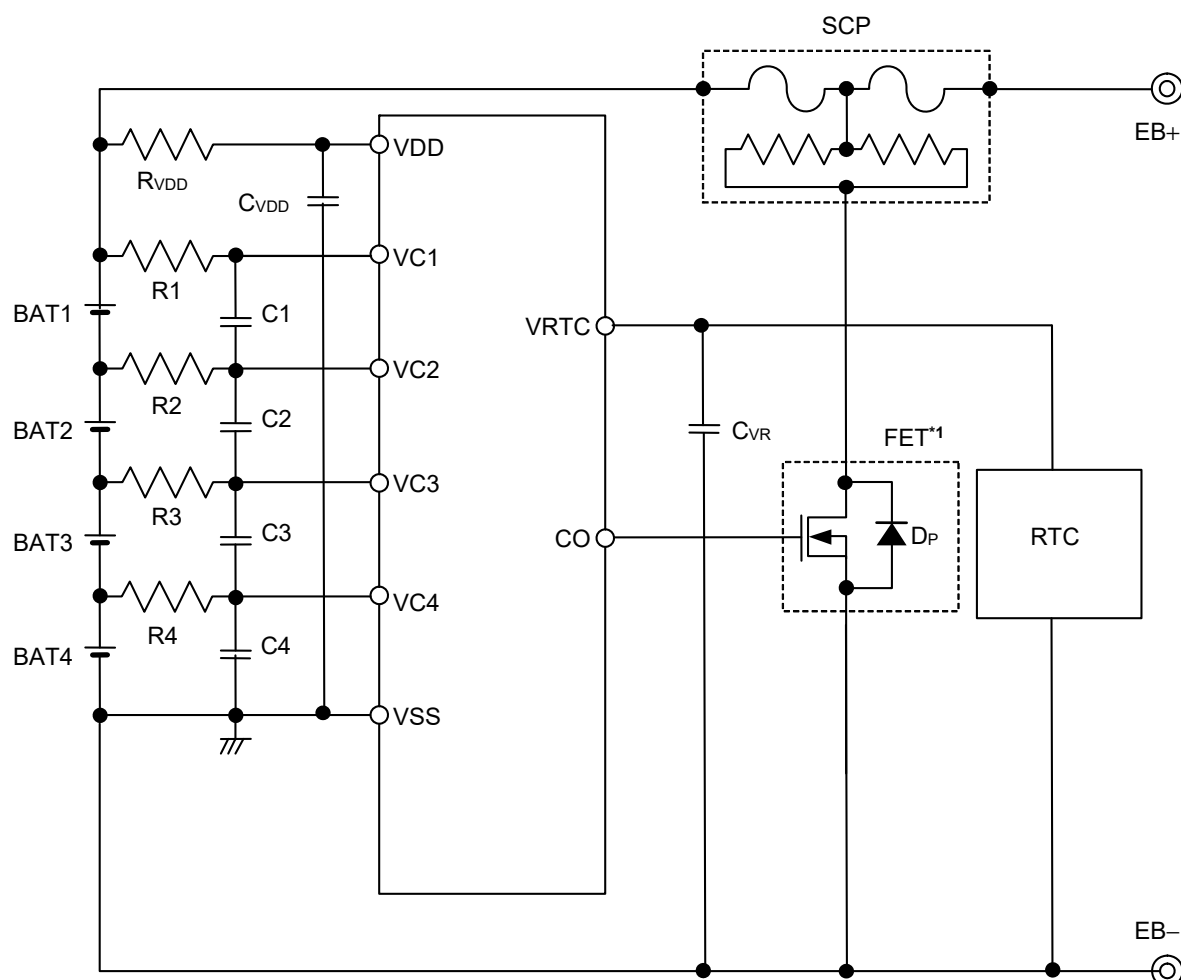 SCP
EB+
RVDD
VDD
CVDD
R1
VC1
BAT1
C1
VRTC
R2
VC2
BAT2
C2
CVR
FET*1
R3
VC3
BAT3
C3
CO
DP
RTC
R4
VC4
BAT4
C4
VSS
EB−